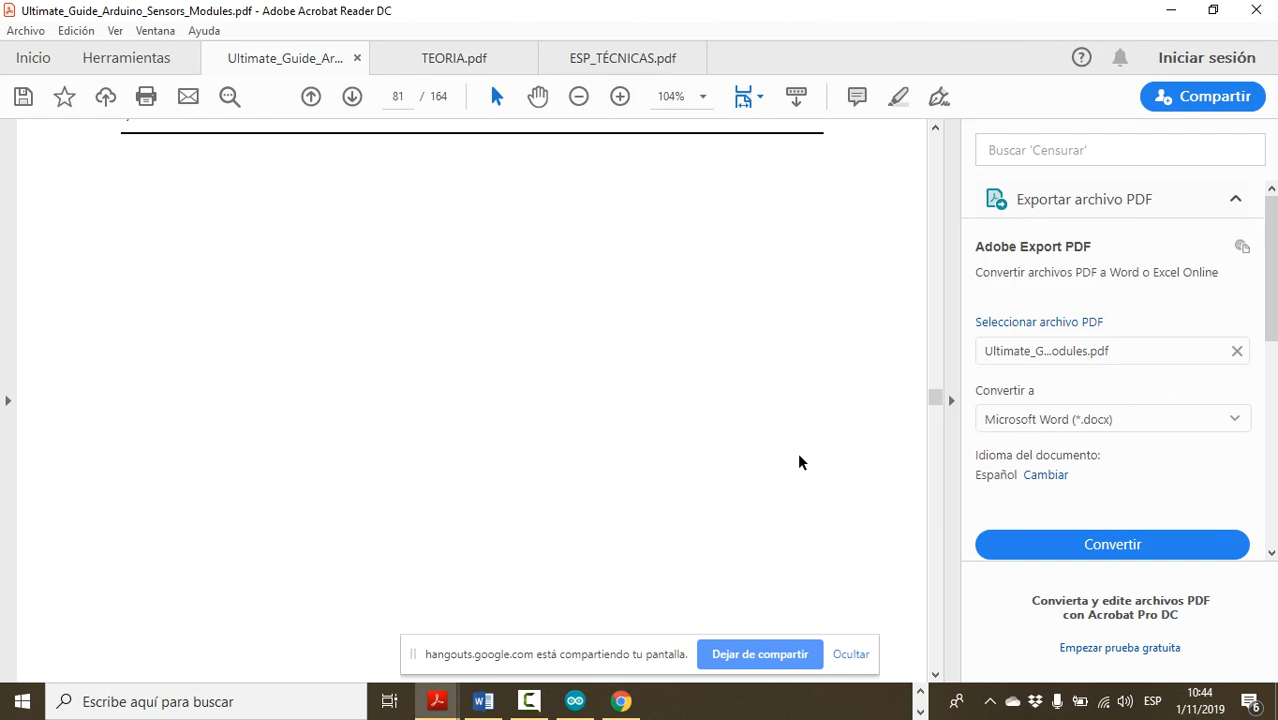 Ultimate_Guide_Arduino_Sensors_Modules.pdf - Adobe Acrobat Reader DC
Archivo Edición Ver Ventana Ayuda
Inicio Herramientas Ultimate_Guide_Ar... TEORIA.pdf ESP_TÉCNICAS.pdf Iniciar sesión
81 / 164 104% Compartir
Buscar 'Censurar'
Exportar archivo PDF
Adobe Export PDF
Convertir archivos PDF a Word o Excel Online
Seleccionar archivo PDF
Ultimate_G...odules.pdf
Convertir a
Microsoft Word (*.docx)
Idioma del documento:
Español Cambiar
Convertir
Convierta y edite archivos PDF
con Acrobat Pro DC
Empezar prueba gratuita
hangouts.google.com está compartiendo tu pantalla. Dejar de compartir Ocultar
Escribe aquí para buscar
ESP
10:44
1/11/2019
6